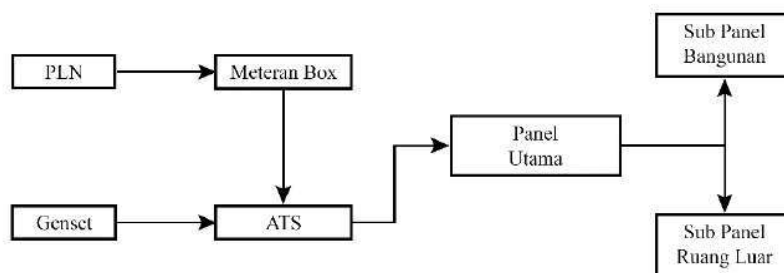 PLN
Meteran Box
Genset
ATS
Panel
Utama
Sub Panel
Bangunan
Sub Panel
Ruang Luar